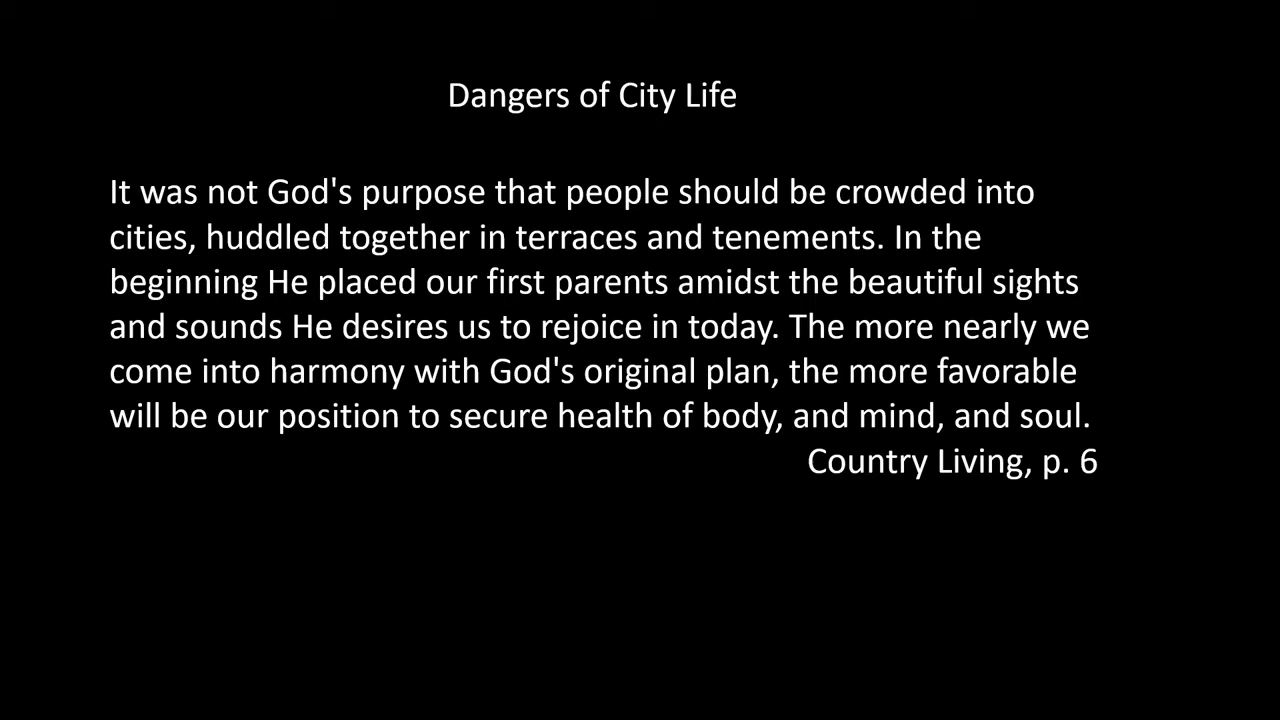 Dangers of City Life
It was not God's purpose that people should be crowded into
cities, huddled together in terraces and tenements. In the
beginning He placed our first parents amidst the beautiful sights
and sounds He desires us to rejoice in today. The more nearly we
come into harmony with God's original plan, the more favorable
will be our position to secure health of body, and mind, and soul.
Country Living, p. 6